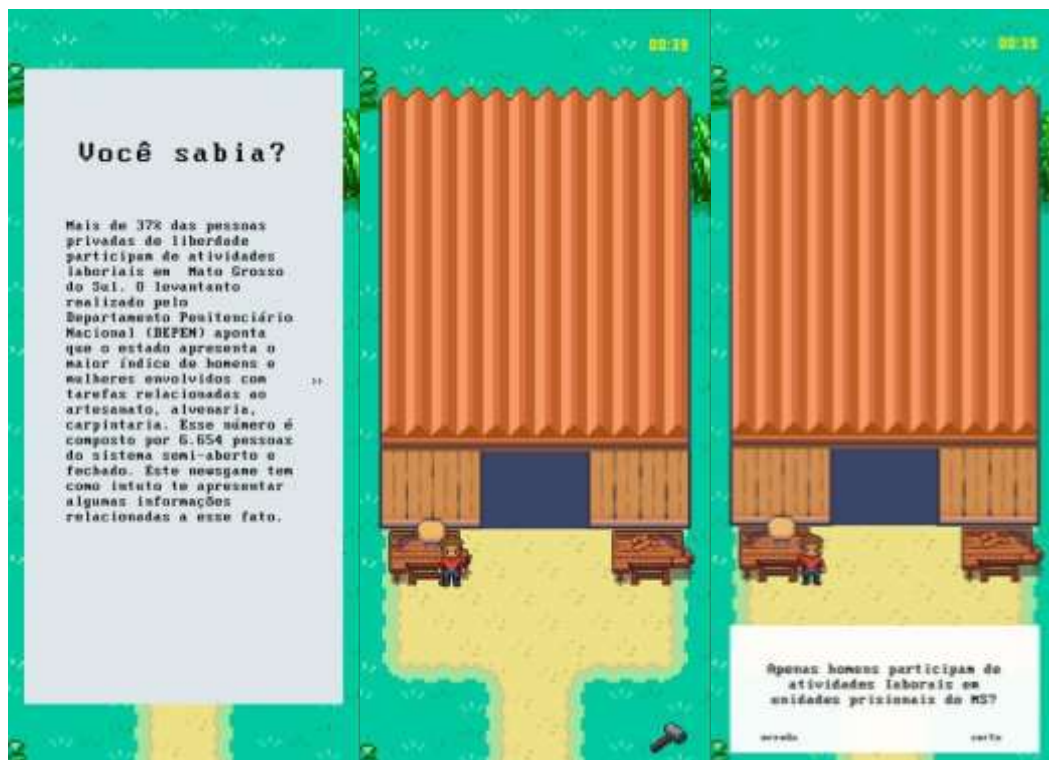 Você sabia?
Mais de 37% das pessoas
privadas de liberdade
participam de atividades
laboriais em Mato Grosso
do Sul. O levantanto
realizado pelo
Departamento Penitenciário
Nacional (DEPEN) aponta
que o estado apresenta o
maior índice de homens e
mulheres envolvidos com
tarefas relacionadas ao
artesanato, alvenaria,
carpintaria. Esse número é
composto por 6.654 pessoas
do sistema semi-aberto e
fechado. Este newsgame tem
como intuto te apresentar
algumas informações
relacionadas a esse fato.
>>
00:39
00:35
Apenas homens participam de
atividades laborais em
unidades prisionais do MS?
errado
certo